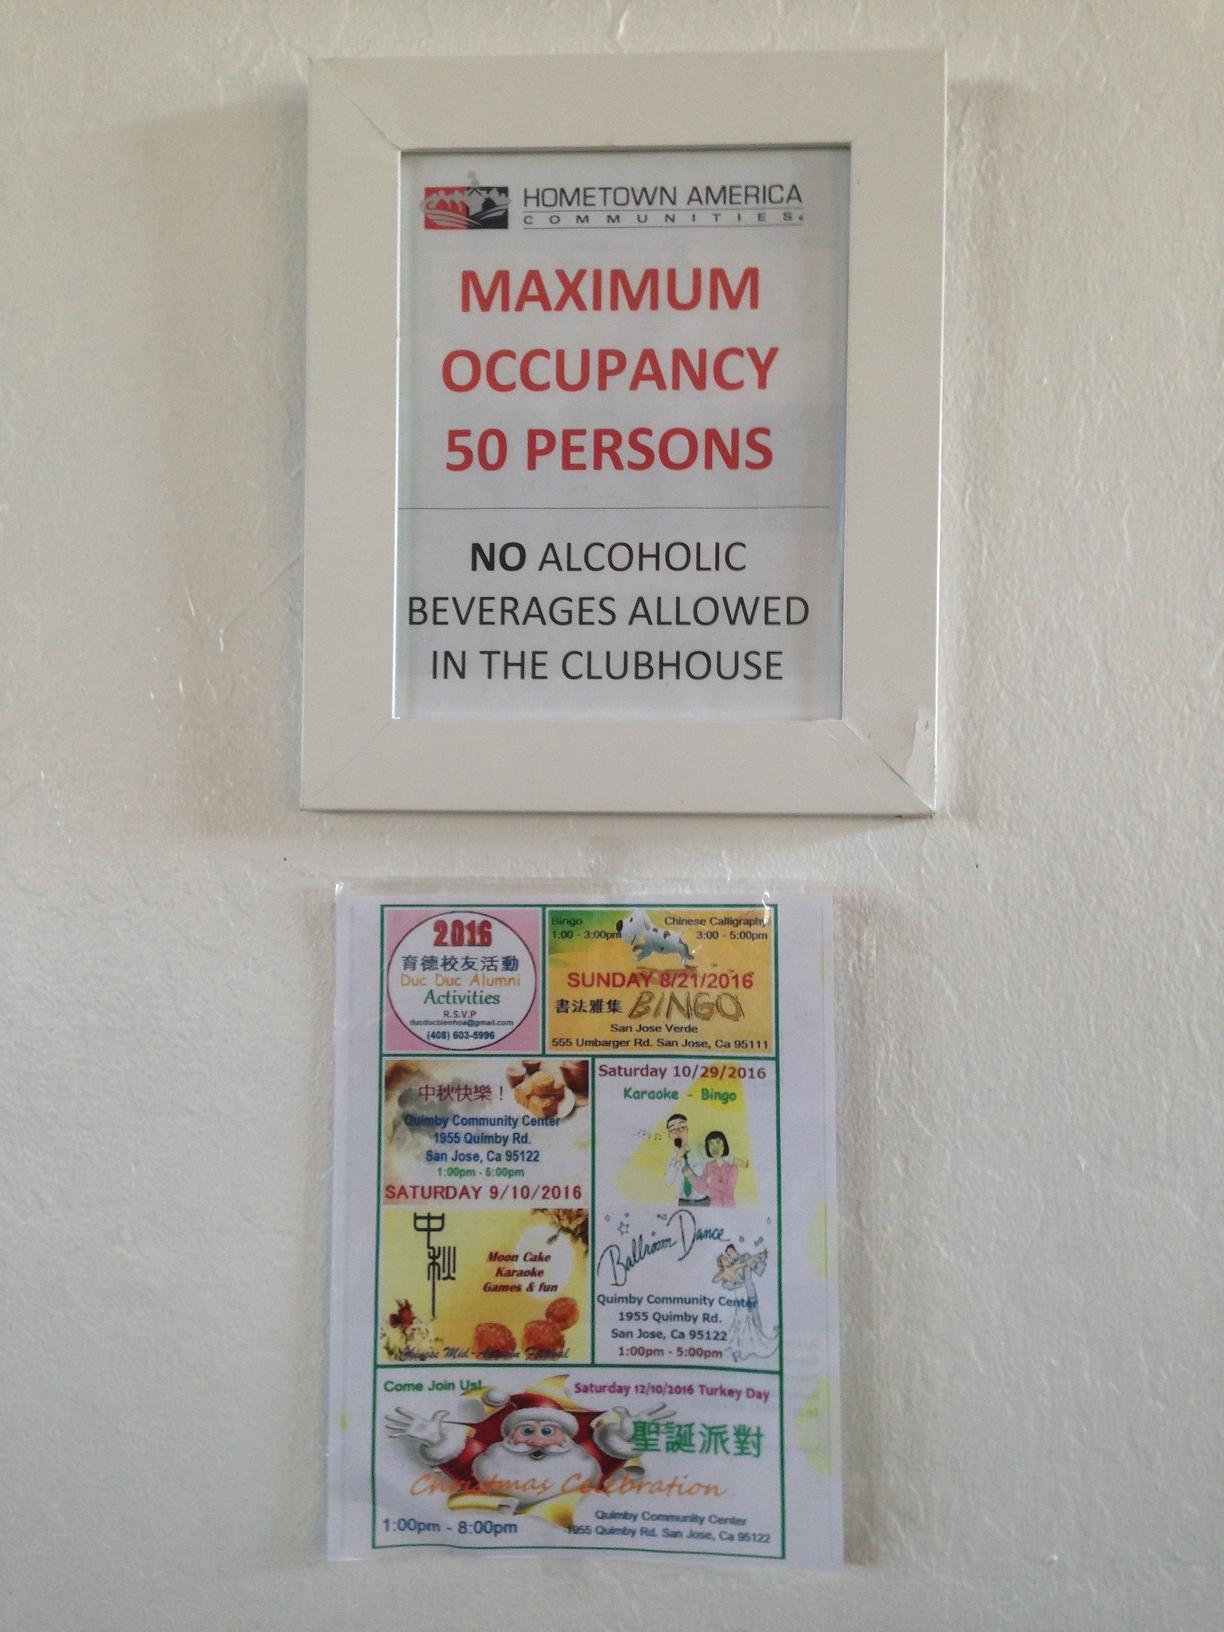 HOMETOWN AMERICA
COMMUNITIES
MAXIMUM
OCCUPANCY
50 PERSONS
NO ALCOHOLIC
BEVERAGES ALLOWED
IN THE CLUBHOUSE
2016
育德校友活動
Duc Duc Alumni
Activities
R.S.V.P
ducducbienhoa@gmail.com
(408) 603-5996
Bingo
1:00 - 3:00pm
Chinese Calligraphy
3:00 - 5:00pm
SUNDAY 8/21/2016
書法雅集 BINGO
San Jose Verde
555 Umbarger Rd. San Jose, Ca 95111
中秋快樂!
Quimby Community Center
1955 Quimby Rd.
San Jose, Ca 95122
1:00pm - 5:00pm
SATURDAY 9/10/2016
中秋
Moon Cake
Karaoke
Games & fun
Chinese Mid-Autumn Festival
Saturday 10/29/2016
Karaoke - Bingo
Ballroom Dance
Quimby Community Center
1955 Quimby Rd.
San Jose, Ca 95122
1:00pm - 5:00pm
Come Join Us!
Saturday 12/10/2016 Turkey Day
聖誕派對
Christmas Celebration
1:00pm - 8:00pm
Quimby Community Center
1955 Quimby Rd. San Jose, Ca 95122